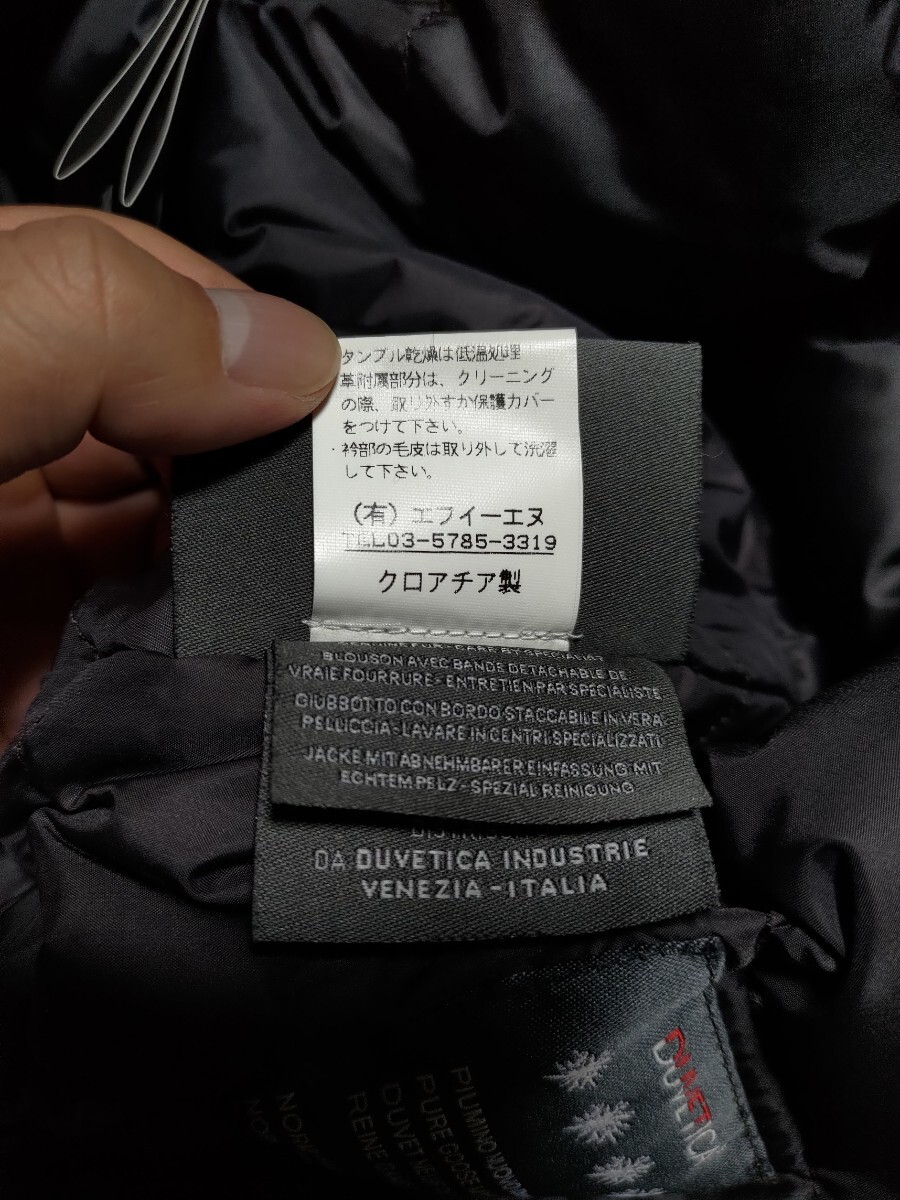 タンブル乾燥は低温処理
革附属部分は、クリーニング
の際、取り外すか保護カバー
をつけて下さい。
・衿部の毛皮は取り外して洗濯
して下さい。
(有) エフイーエヌ
TEL03-5785-3319
クロアチア製
CARE BY SPECIALIST
BLOUSON AVEC BANDE DETACHABLE DE
VRAIE FOURRURE-ENTRETIEN PAR SPECIALISTE
GIUBBOTTO CON BORDO STACCABILE IN VERA
PELLICCIA-LAVARE IN CENTRI SPECIALIZZATI
JACKE MIT ABNEHMBARER EINFASSUNG MIT
ECHTEM PELZ-SPEZIAL REINIGUNG
DA DUVETICA INDUSTRIE
VENEZIA-ITALIA
DUVETICA
PIUMINO
PURE GOOSE
DUVET
REINE